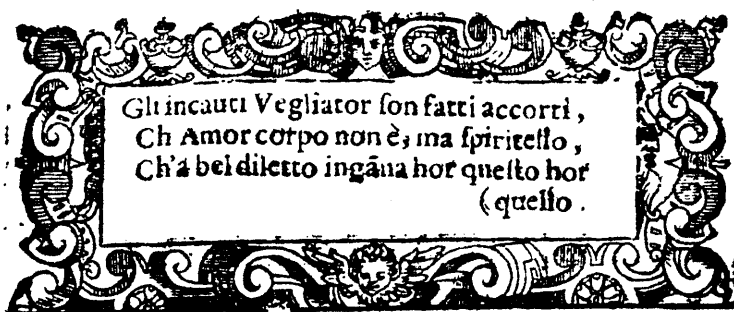 Gli incauti Vegliator ſon fatti accorti,
Ch Amor corpo non è, ma ſpiritello,
Ch'a bel diletto ingãna hor queſto hor
(quello.